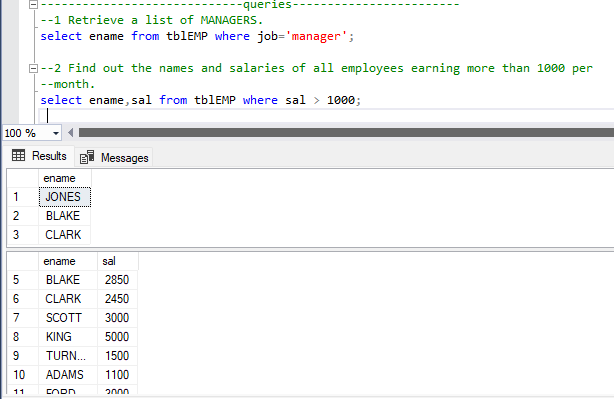 ----------------------------queries------------------------
--1 Retrieve a list of MANAGERS.
select ename from tblEMP where job='manager';
--2 Find out the names and salaries of all employees earning more than 1000 per
--month.
select ename,sal from tblEMP where sal > 1000;
100 %
Results Messages
ename
1 JONES
2 BLAKE
3 CLARK
ename sal
5 BLAKE 2850
6 CLARK 2450
7 SCOTT 3000
8 KING 5000
9 TURN... 1500
10 ADAMS 1100
11 FORD 3000